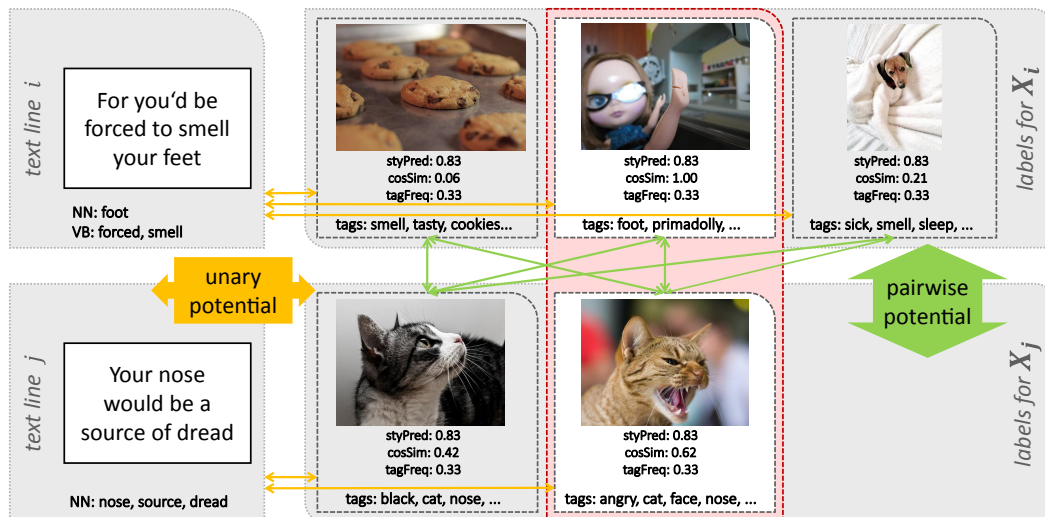 text line i
For you‘d be
forced to smell
your feet
NN: foot
VB: forced, smell
styPred: 0.83
cosSim: 0.06
tagFreq: 0.33
tags: smell, tasty, cookies...
styPred: 0.83
cosSim: 1.00
tagFreq: 0.33
tags: foot, primadolly, ...
styPred: 0.83
cosSim: 0.21
tagFreq: 0.33
tags: sick, smell, sleep, ...
labels for Xi
unary
potential
pairwise
potential
text line j
Your nose
would be a
source of dread
NN: nose, source, dread
styPred: 0.83
cosSim: 0.42
tagFreq: 0.33
tags: black, cat, nose, ...
styPred: 0.83
cosSim: 0.62
tagFreq: 0.33
tags: angry, cat, face, nose, ...
labels for Xj